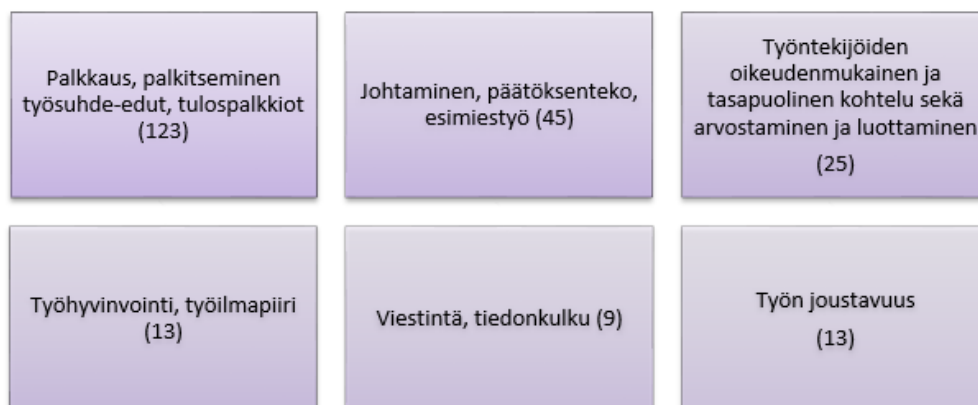 Palkkaus, palkitseminen
työsuhde-edut, tulospalkkiot
(123)
Johtaminen, päätöksenteko,
esimiestyö (45)
Työntekijöiden
oikeudenmukainen ja
tasapuolinen kohtelu sekä
arvostaminen ja luottaminen
(25)
Työhyvinvointi, työilmapiiri
(13)
Viestintä, tiedonkulku (9)
Työn joustavuus
(13)